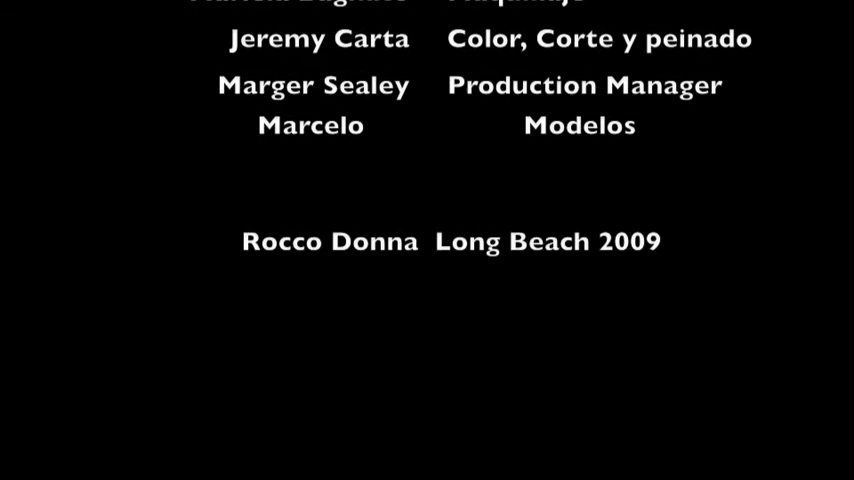 Jeremy Carta Color, Corte y peinado
Marger Sealey Production Manager
Marcelo Modelos
Rocco Donna Long Beach 2009